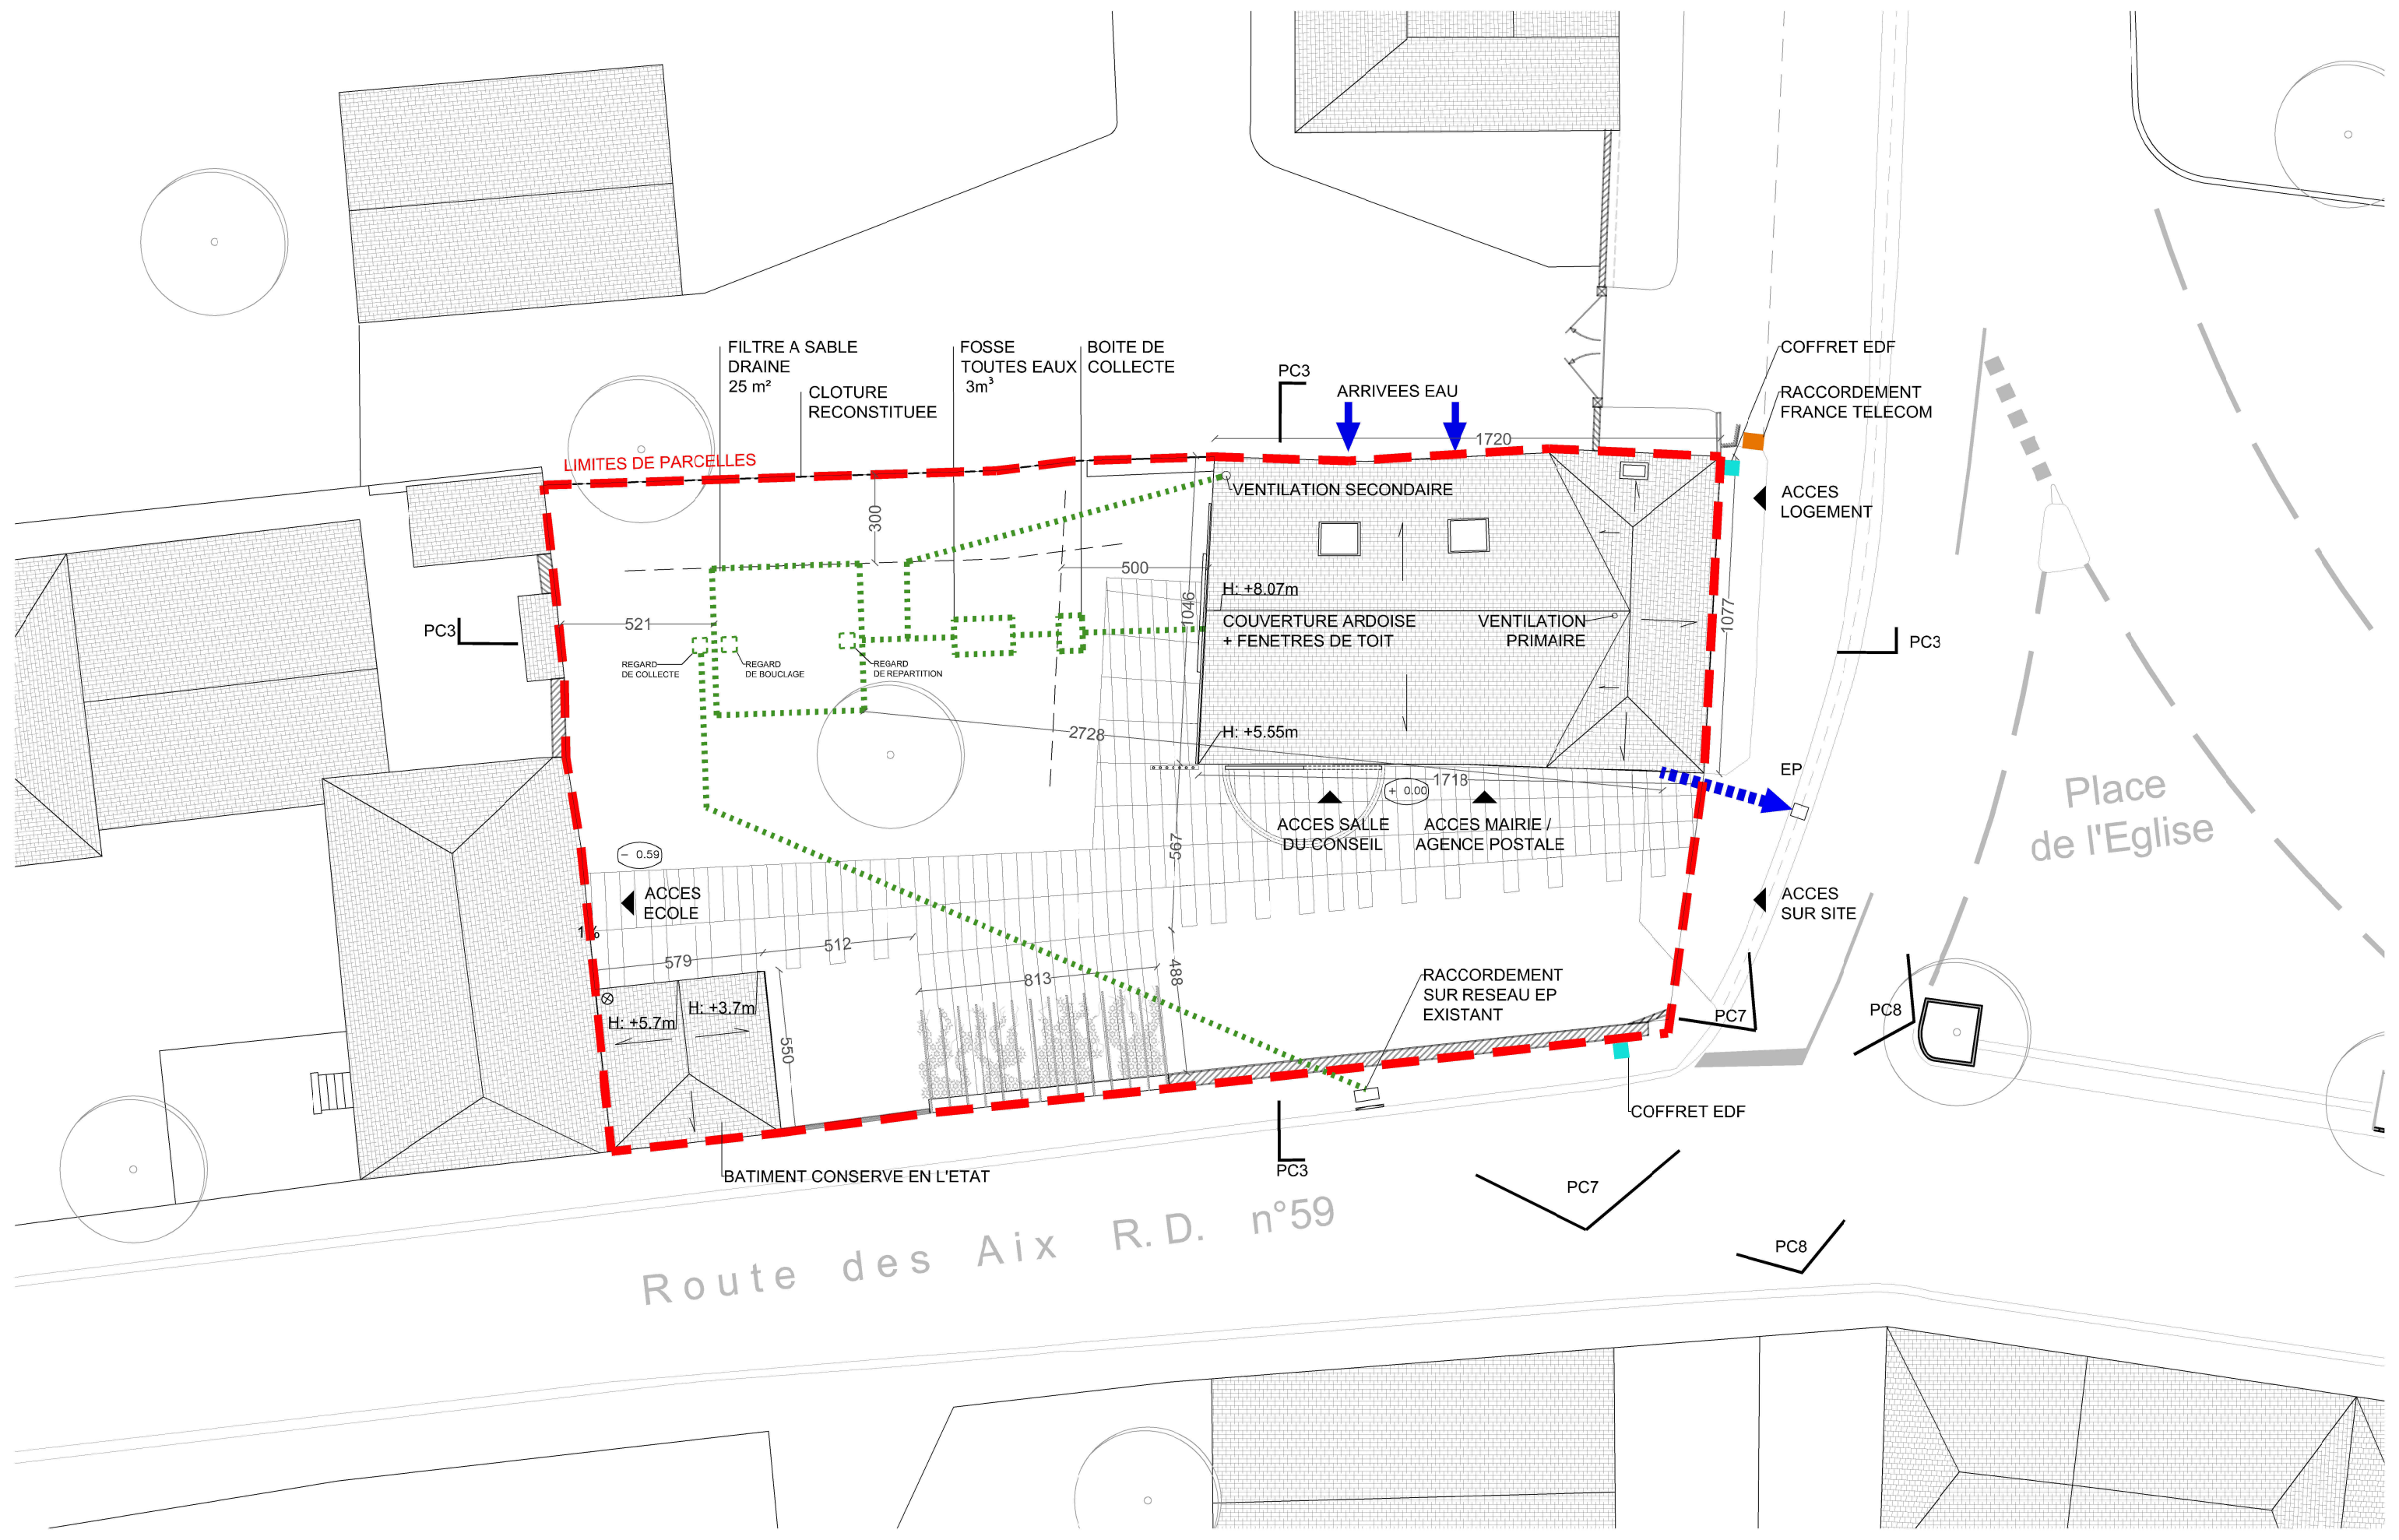 FILTRE A SABLE
DRAINE
25 m²
CLOTURE
RECONSTITUEE
FOSSE
TOUTES EAUX
3m³
BOITE DE
COLLECTE
PC3
ARRIVEES EAU
COFFRET EDF
RACCORDEMENT
FRANCE TELECOM
1720
LIMITES DE PARCELLES
VENTILATION SECONDAIRE
ACCES
LOGEMENT
300
500
H: +8.07m
1046
1077
COUVERTURE ARDOISE
+ FENETRES DE TOIT
VENTILATION
PRIMAIRE
PC3
521
PC3
REGARD
DE COLLECTE
REGARD
DE BOUCLAGE
REGARD
DE REPARTITION
2728
H: +5.55m
EP
1718
+ 0.00
Place
de l'Eglise
ACCES SALLE
DU CONSEIL
ACCES MAIRIE /
AGENCE POSTALE
567
- 0.59
ACCES
ECOLE
ACCES
SUR SITE
512
579
813
488
RACCORDEMENT
SUR RESEAU EP
EXISTANT
H: +3.7m
H: +5.7m
550
PC7
PC8
COFFRET EDF
BATIMENT CONSERVE EN L'ETAT
PC3
PC7
PC8
Route des Aix R.D. n°59